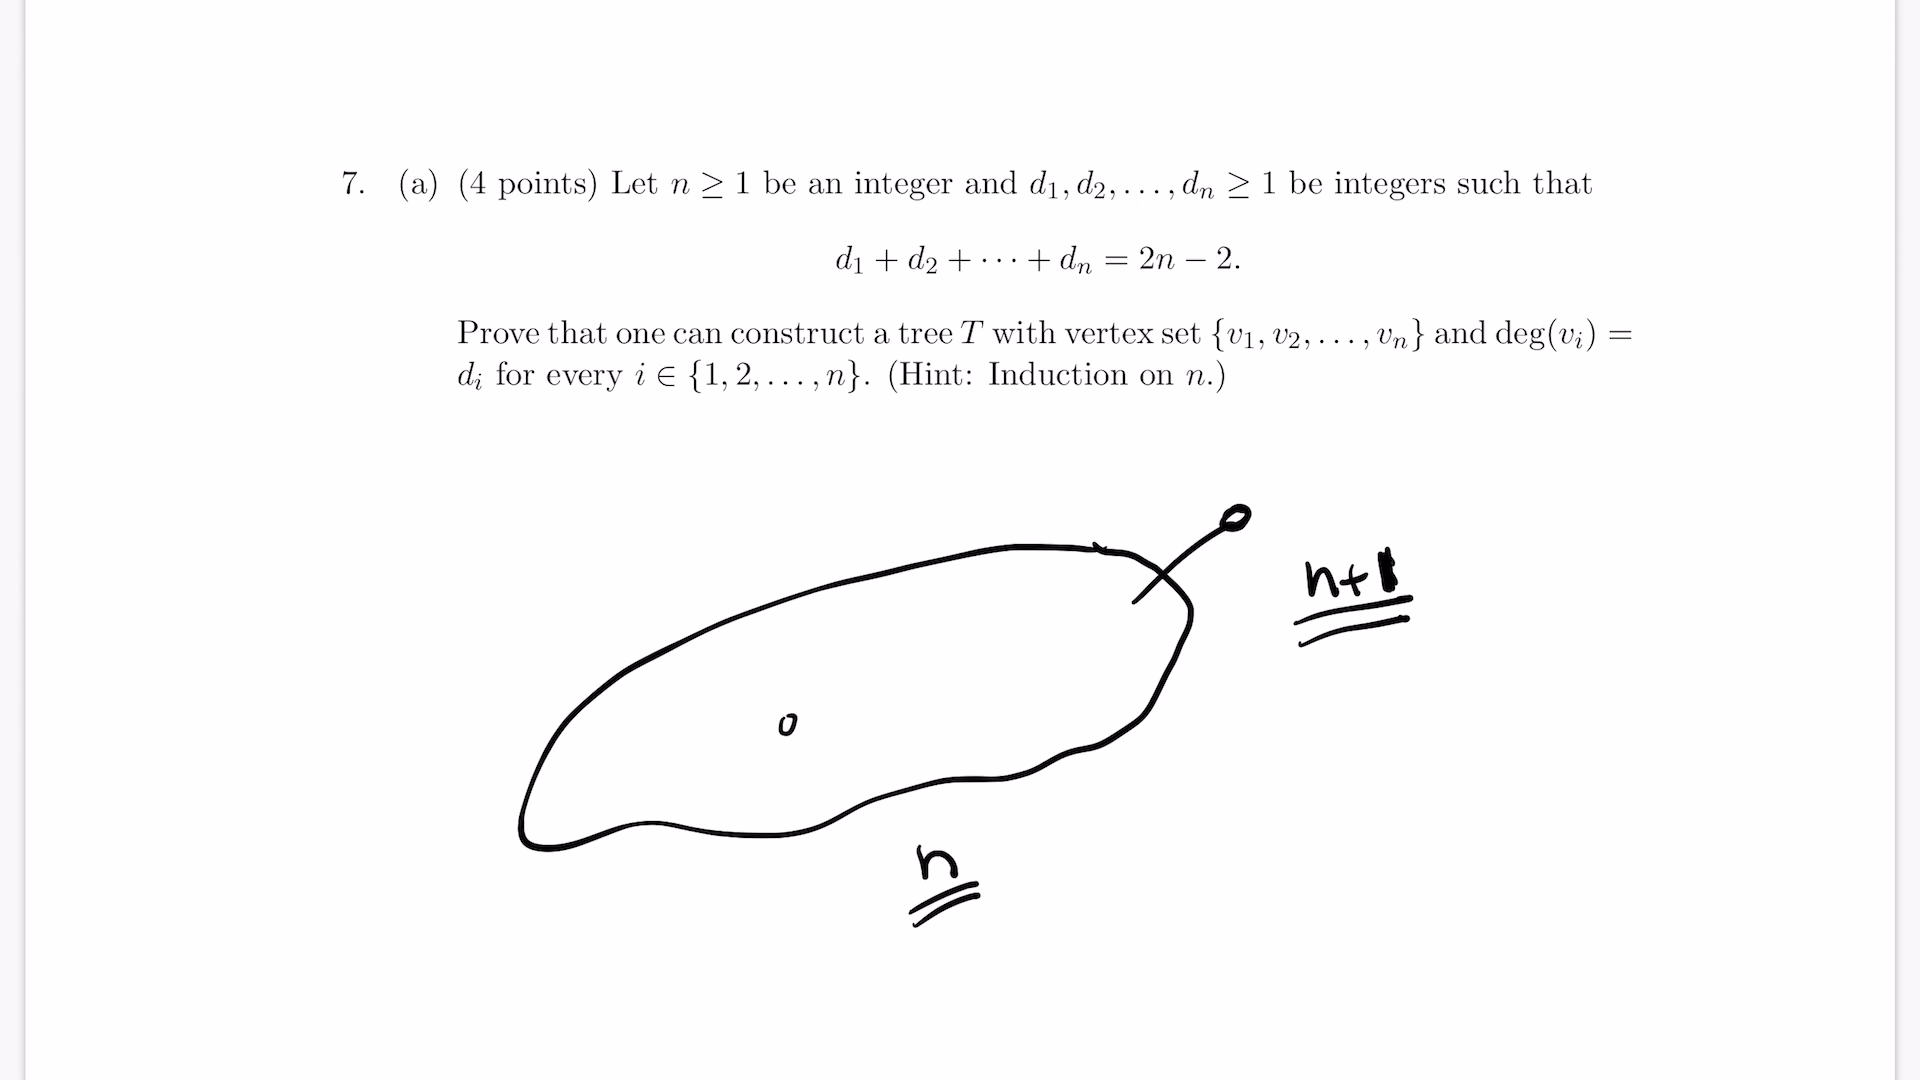 7. (a) (4 points) Let n ≥ 1 be an integer and d₁, d₂, . . . , dₙ ≥ 1 be integers such that
d₁ + d₂ + · · · + dₙ = 2n − 2.
Prove that one can construct a tree T with vertex set {v₁, v₂, . . . , vₙ} and deg(vᵢ) =
dᵢ for every i ∈ {1, 2, . . . , n}. (Hint: Induction on n.)
n+1
n